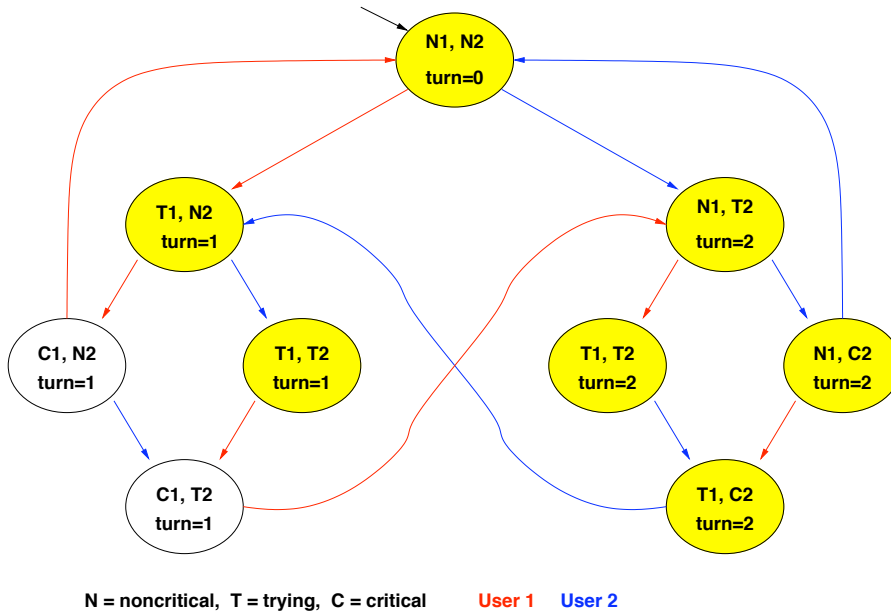 N1, N2
turn=0
T1, N2
turn=1
N1, T2
turn=2
C1, N2
turn=1
T1, T2
turn=1
T1, T2
turn=2
N1, C2
turn=2
C1, T2
turn=1
T1, C2
turn=2
N = noncritical, T = trying, C = critical User 1 User 2